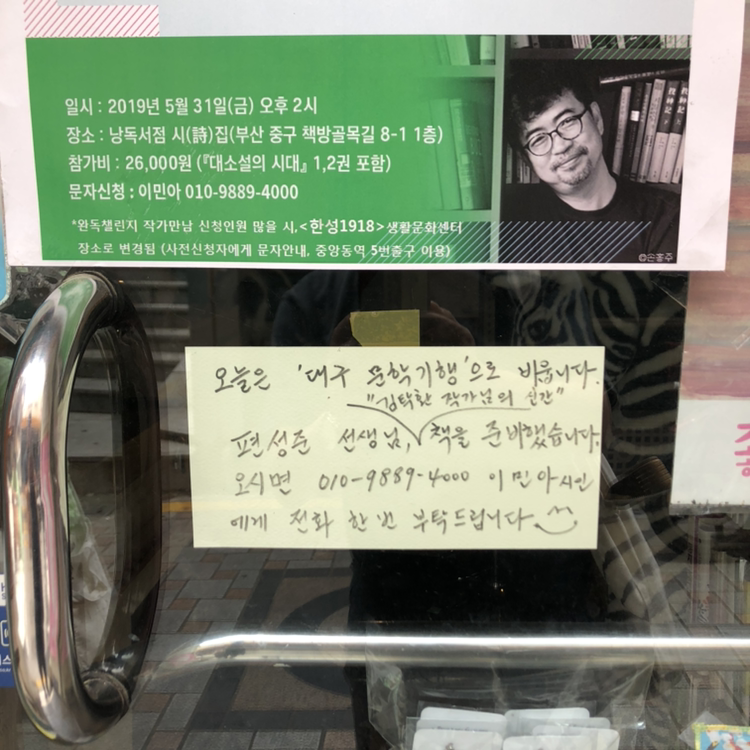 일시 : 2019년 5월 31일(금) 오후 2시
장소 : 낭독서점 시(詩)집(부산 중구 책방골목길 8-1 1층)
참가비 : 26,000원 (『대소설의 시대』 1,2권 포함)
문자신청 : 이민아 010-9889-4000
*완독챌린지 작가만남 신청인원 많을 시, <한성1918>생활문화센터
장소로 변경됨 (사전신청자에게 문자안내, 중앙동역 5번출구 이용)
©손홍주
오늘은 '대구 문학기행'으로 비웁니다.
"김탁환 작가님의 신간"
편성준 선생님, 책을 준비했습니다.
오시면 010-9889-4000 이민아시인
에게 전화 한 번 부탁드립니다